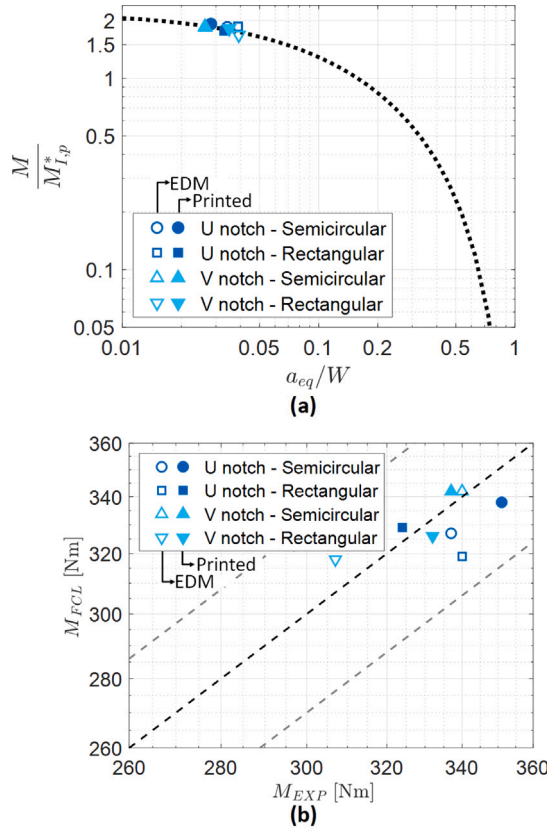 2
1.5
1
0.5
0.1
0.05
M
M*I,p
EDM
Printed
U notch - Semicircular
U notch - Rectangular
V notch - Semicircular
V notch - Rectangular
0.01 0.05 0.1 0.2 0.5 1
aeq/W
(a)
360
340
320
300
280
260
MFCL [Nm]
U notch - Semicircular
U notch - Rectangular
V notch - Semicircular
V notch - Rectangular
Printed
EDM
260 280 300 320 340 360
MEXP [Nm]
(b)